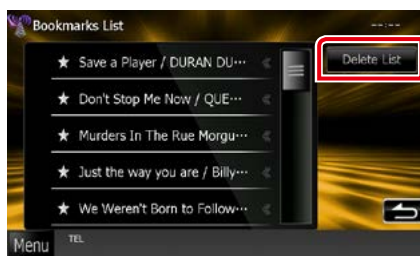 Bookmarks List
--:--
★ Save a Player / DURAN DU···
Delete List
★ Don't Stop Me Now / QUE···
★ Murders In The Rue Morgu···
★ Just the way you are / Billy···
★ We Weren't Born to Follow···
Menu
TEL